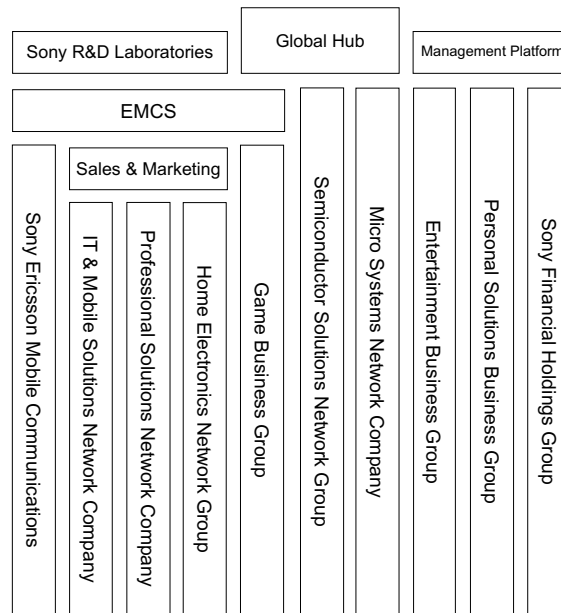 Global Hub
Sony R&D Laboratories
Management Platform
EMCS
Sales & Marketing
Sony Ericsson Mobile Communications
IT & Mobile Solutions Network Company
Professional Solutions Network Company
Home Electronics Network Group
Game Business Group
Semiconductor Solutions Network Group
Micro Systems Network Company
Entertainment Business Group
Personal Solutions Business Group
Sony Financial Holdings Group